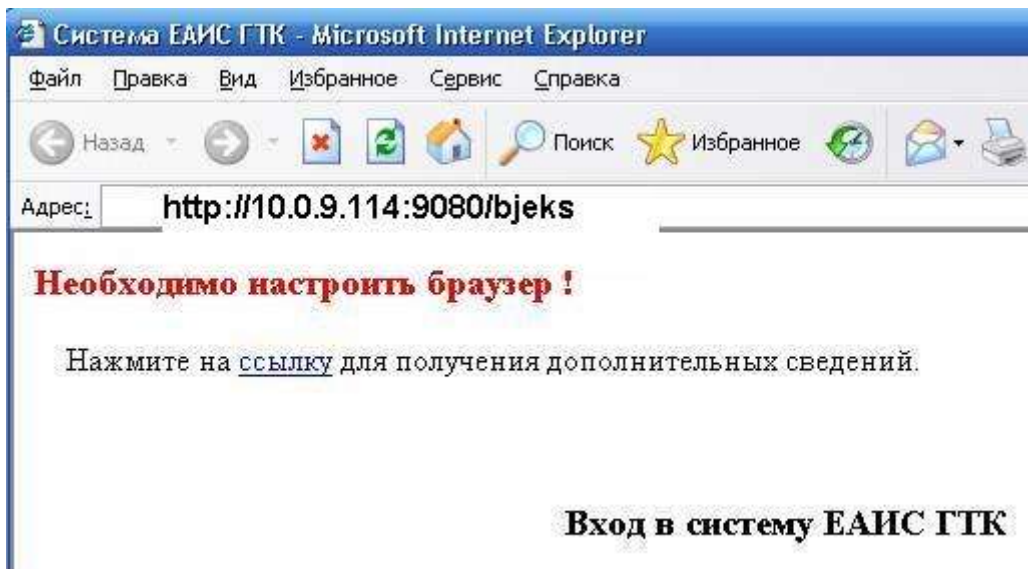 Система ЕАИС ГТК - Microsoft Internet Explorer
Файл Правка Вид Избранное Сервис Справка
Назад Поиск Избранное
Адрес: http://10.0.9.114:9080/bjeks
Необходимо настроить браузер !
Нажмите на ссылку для получения дополнительных сведений.
Вход в систему ЕАИС ГТК